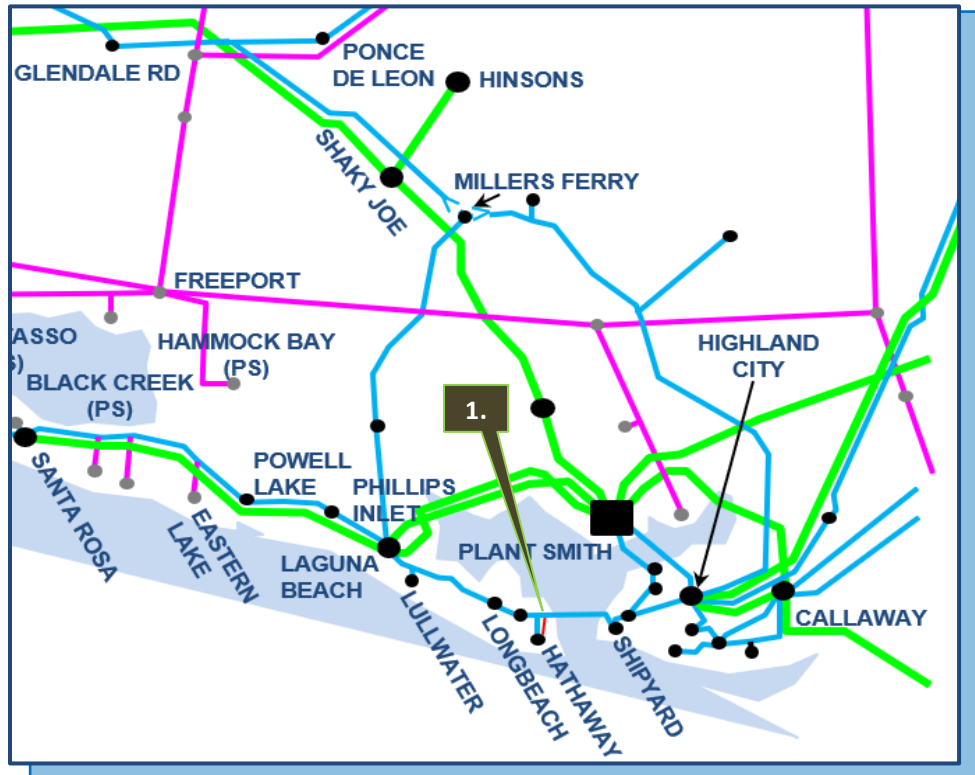 PONCE
DE LEON
HINSONS
GLENDALE RD
SHAKY JOE
MILLERS FERRY
FREEPORT
HAMMOCK BAY
(PS)
HIGHLAND
CITY
BLACK CREEK
(PS)
1.
POWELL
LAKE
PHILLIPS
INLET
SANTA ROSA
EASTERN
LAKE
PLANT SMITH
LAGUNA
BEACH
LULLWATER
LONGBEACH
HATHAWAY
SHIPYARD
CALLAWAY